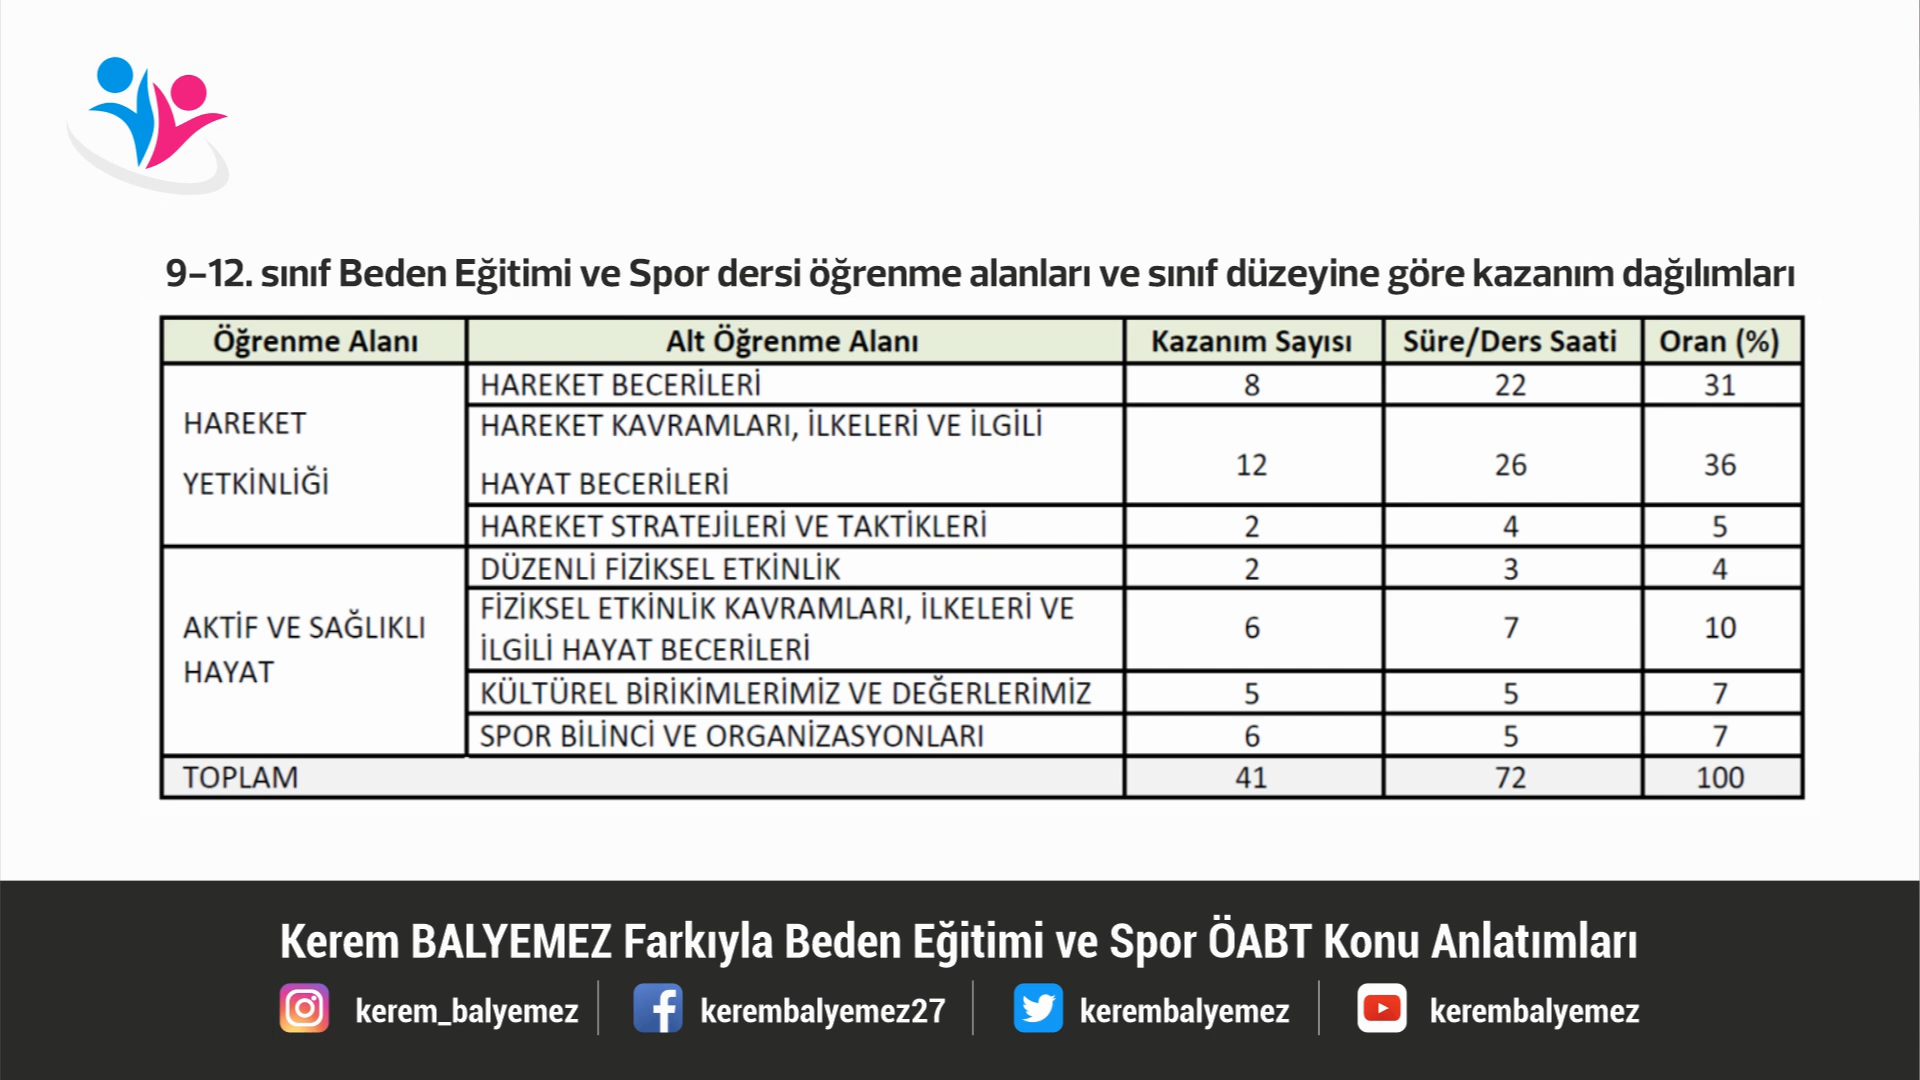 9–12. sınıf Beden Eğitimi ve Spor dersi öğrenme alanları ve sınıf düzeyine göre kazanım dağılımları
Öğrenme Alanı Alt Öğrenme Alanı Kazanım Sayısı Süre/Ders Saati Oran (%)
HAREKET
YETKİNLİĞİ
HAREKET BECERİLERİ 8 22 31
HAREKET KAVRAMLARI, İLKELERİ VE İLGİLİ
HAYAT BECERİLERİ 12 26 36
HAREKET STRATEJİLERİ VE TAKTİKLERİ 2 4 5
AKTİF VE SAĞLIKLI
HAYAT
DÜZENLİ FİZİKSEL ETKİNLİK 2 3 4
FİZİKSEL ETKİNLİK KAVRAMLARI, İLKELERİ VE
İLGİLİ HAYAT BECERİLERİ 6 7 10
KÜLTÜREL BİRİKİMLERİMİZ VE DEĞERLERİMİZ 5 5 7
SPOR BİLİNCİ VE ORGANİZASYONLARI 6 5 7
TOPLAM 41 72 100
Kerem BALYEMEZ Farkıyla Beden Eğitimi ve Spor ÖABT Konu Anlatımları
kerem_balyemez kerembalyemez27 kerembalyemez kerembalyemez